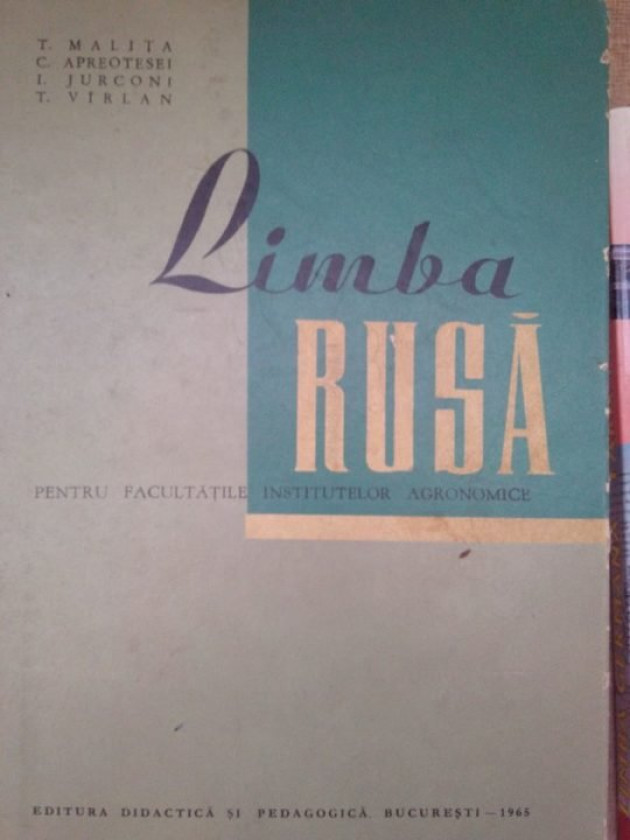 T. MALIȚA
C. APREOTESEI
I. JURCONI
T. VÎRLAN
Limba
RUSĂ
PENTRU FACULTĂȚILE INSTITUTELOR AGRONOMICE
EDITURA DIDACTICĂ ȘI PEDAGOGICĂ, BUCUREȘTI — 1965